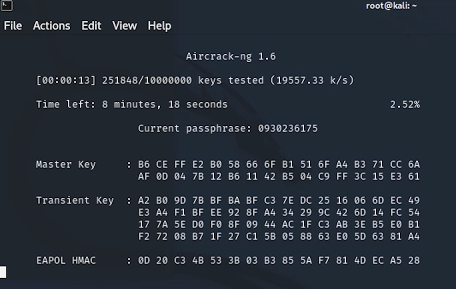 root@kali: ~
File Actions Edit View Help
Aircrack-ng 1.6
[00:00:13] 251848/10000000 keys tested (19557.33 k/s)
Time left: 8 minutes, 18 seconds 2.52%
Current passphrase: 0930236175
Master Key : B6 CE FF E2 B0 58 66 6F B1 51 6F A4 B3 71 CC 6A
AF 0D 04 7B 12 B6 11 42 B5 04 C9 FF 3C 15 E3 61
Transient Key : A2 B0 9D 7B BF BA BF C3 7E DC 25 16 06 6D EC 49
E3 A4 F1 BF EE 92 8F A4 34 29 9C 42 6D 14 FC 54
17 7A 5E D0 F0 8F 09 44 AC 1F C3 AB 3E B5 E0 B1
F2 72 08 B7 1F 27 C1 5B 05 88 63 E0 5D 63 81 A4
EAPOL HMAC : 0D 20 C3 4B 53 3B 03 B3 85 5A F7 81 4D EC A5 28